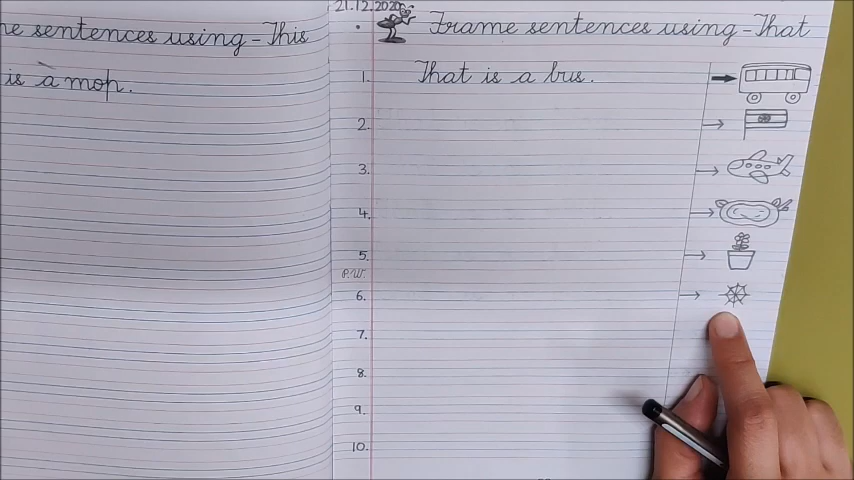 ne sentences using - This
is a mop.
21.12.2020
Frame sentences using - That
1. That is a bus.
2.
3.
4.
5.
P.W
6.
7.
8.
9.
10.